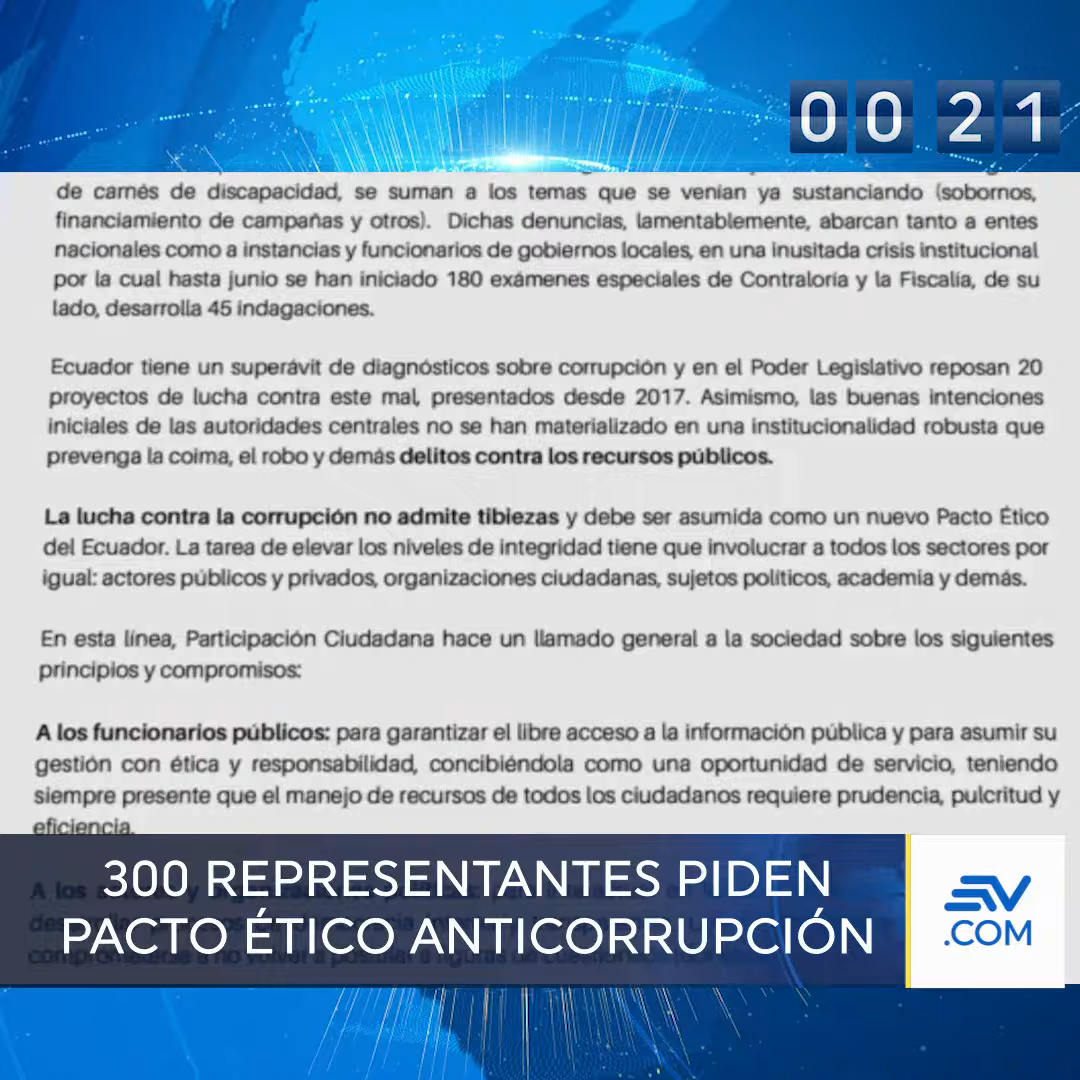 00 21
de carnés de discapacidad, se suman a los temas que se venían ya sustanciando (sobornos,
financiamiento de campañas y otros). Dichas denuncias, lamentablemente, abarcan tanto a entes
nacionales como a instancias y funcionarios de gobiernos locales, en una inusitada crisis institucional
por la cual hasta junio se han iniciado 180 exámenes especiales de Contraloría y la Fiscalía, de su
lado, desarrolla 45 indagaciones.
Ecuador tiene un superávit de diagnósticos sobre corrupción y en el Poder Legislativo reposan 20
proyectos de lucha contra este mal, presentados desde 2017. Asimismo, las buenas intenciones
iniciales de las autoridades centrales no se han materializado en una institucionalidad robusta que
prevenga la coima, el robo y demás delitos contra los recursos públicos.
La lucha contra la corrupción no admite tibiezas y debe ser asumida como un nuevo Pacto Ético
del Ecuador. La tarea de elevar los niveles de integridad tiene que involucrar a todos los sectores por
igual: actores públicos y privados, organizaciones ciudadanas, sujetos políticos, academia y demás.
En esta línea, Participación Ciudadana hace un llamado general a la sociedad sobre los siguientes
principios y compromisos:
A los funcionarios públicos: para garantizar el libre acceso a la información pública y para asumir su
gestión con ética y responsabilidad, concibiéndola como una oportunidad de servicio, teniendo
siempre presente que el manejo de recursos de todos los ciudadanos requiere prudencia, pulcritud y
eficiencia.
A los
300 REPRESENTANTES PIDEN
PACTO ÉTICO ANTICORRUPCIÓN
.COM